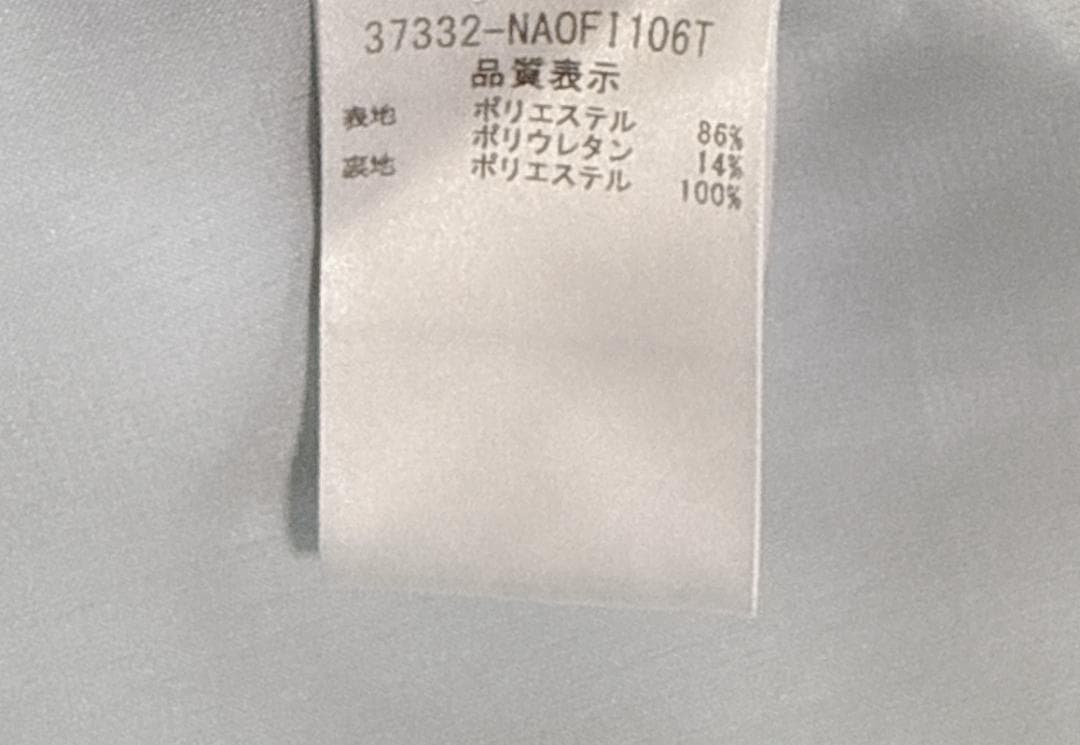 37332-NAOFI106T
品質表示
表地 ポリエステル 86%
ポリウレタン 14%
裏地 ポリエステル 100%